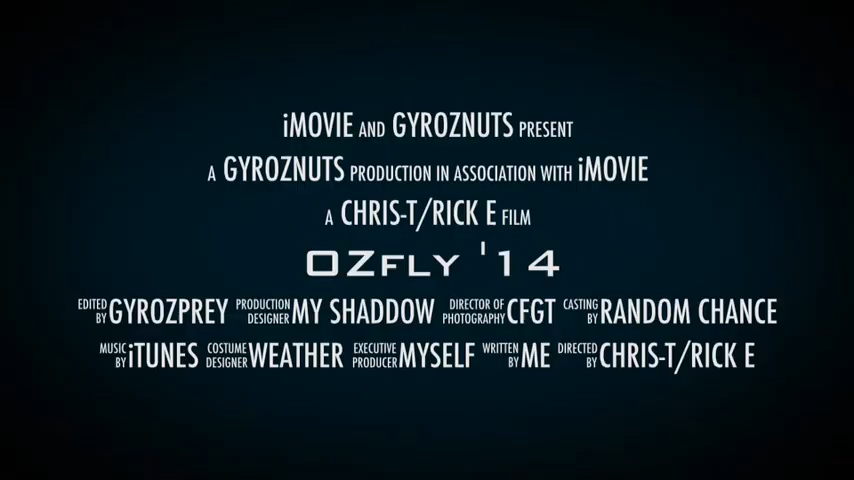 iMOVIE AND GYROZNUTS PRESENT
A GYROZNUTS PRODUCTION IN ASSOCIATION WITH iMOVIE
A CHRIS-T/RICK E FILM
OZFLY '14
EDITED BY GYROZPREY PRODUCTION DESIGNER MY SHADDOW DIRECTOR OF PHOTOGRAPHY CFGT CASTING BY RANDOM CHANCE
MUSIC BY iTUNES COSTUME DESIGNER WEATHER EXECUTIVE PRODUCER MYSELF WRITTEN BY ME DIRECTED BY CHRIS-T/RICK E